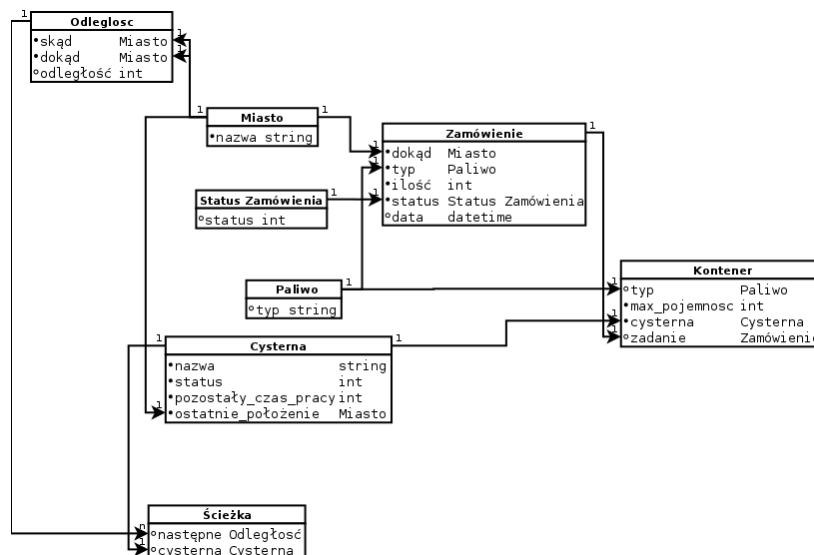 1
Odleglosc
•skąd Miasto 1
•dokąd Miasto 1
°odległość int
1 Miasto 1
•nazwa string
Zamówienie 1
1 •dokąd Miasto
1 •typ Paliwo
•ilość int
1 •status Status Zamówienia
°data datetime
Status Zamówienia 1
°status int
Kontener
1 °typ Paliwo
•max_pojemnosc int
1 •cysterna Cysterna
1 °zadanie Zamówienie
Paliwo 1
°typ string
1 Cysterna 1
•nazwa string
•status int
•pozostały_czas_pracy int
1 •ostatnie_położenie Miasto
Ścieżka
n °następne Odległosć
1 °cysterna Cysterna